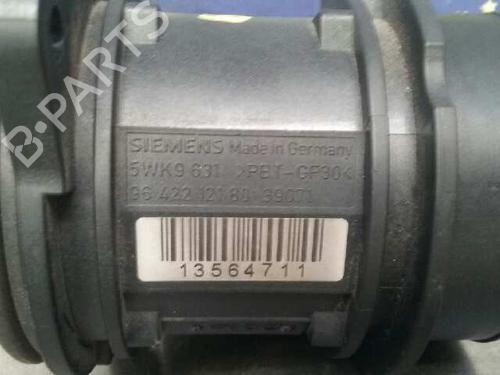 B-PARTS
SIEMENS Made in Germany
5WK9 631 >PBT-GF30<
96 422 121 80 39071
13564711